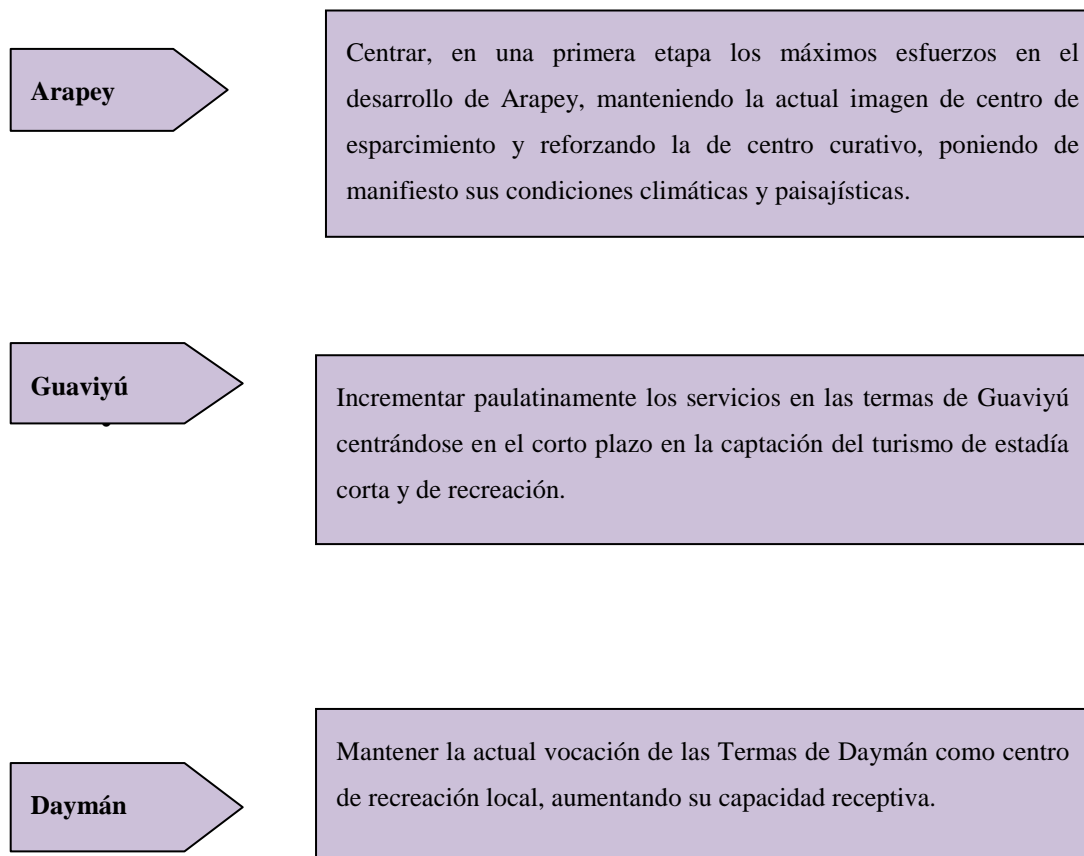 Arapey
Centrar, en una primera etapa los máximos esfuerzos en el
desarrollo de Arapey, manteniendo la actual imagen de centro de
esparcimiento y reforzando la de centro curativo, poniendo de
manifiesto sus condiciones climáticas y paisajísticas.
Guaviyú
Incrementar paulatinamente los servicios en las termas de Guaviyú
centrándose en el corto plazo en la captación del turismo de estadía
corta y de recreación.
Daymán
Mantener la actual vocación de las Termas de Daymán como centro
de recreación local, aumentando su capacidad receptiva.